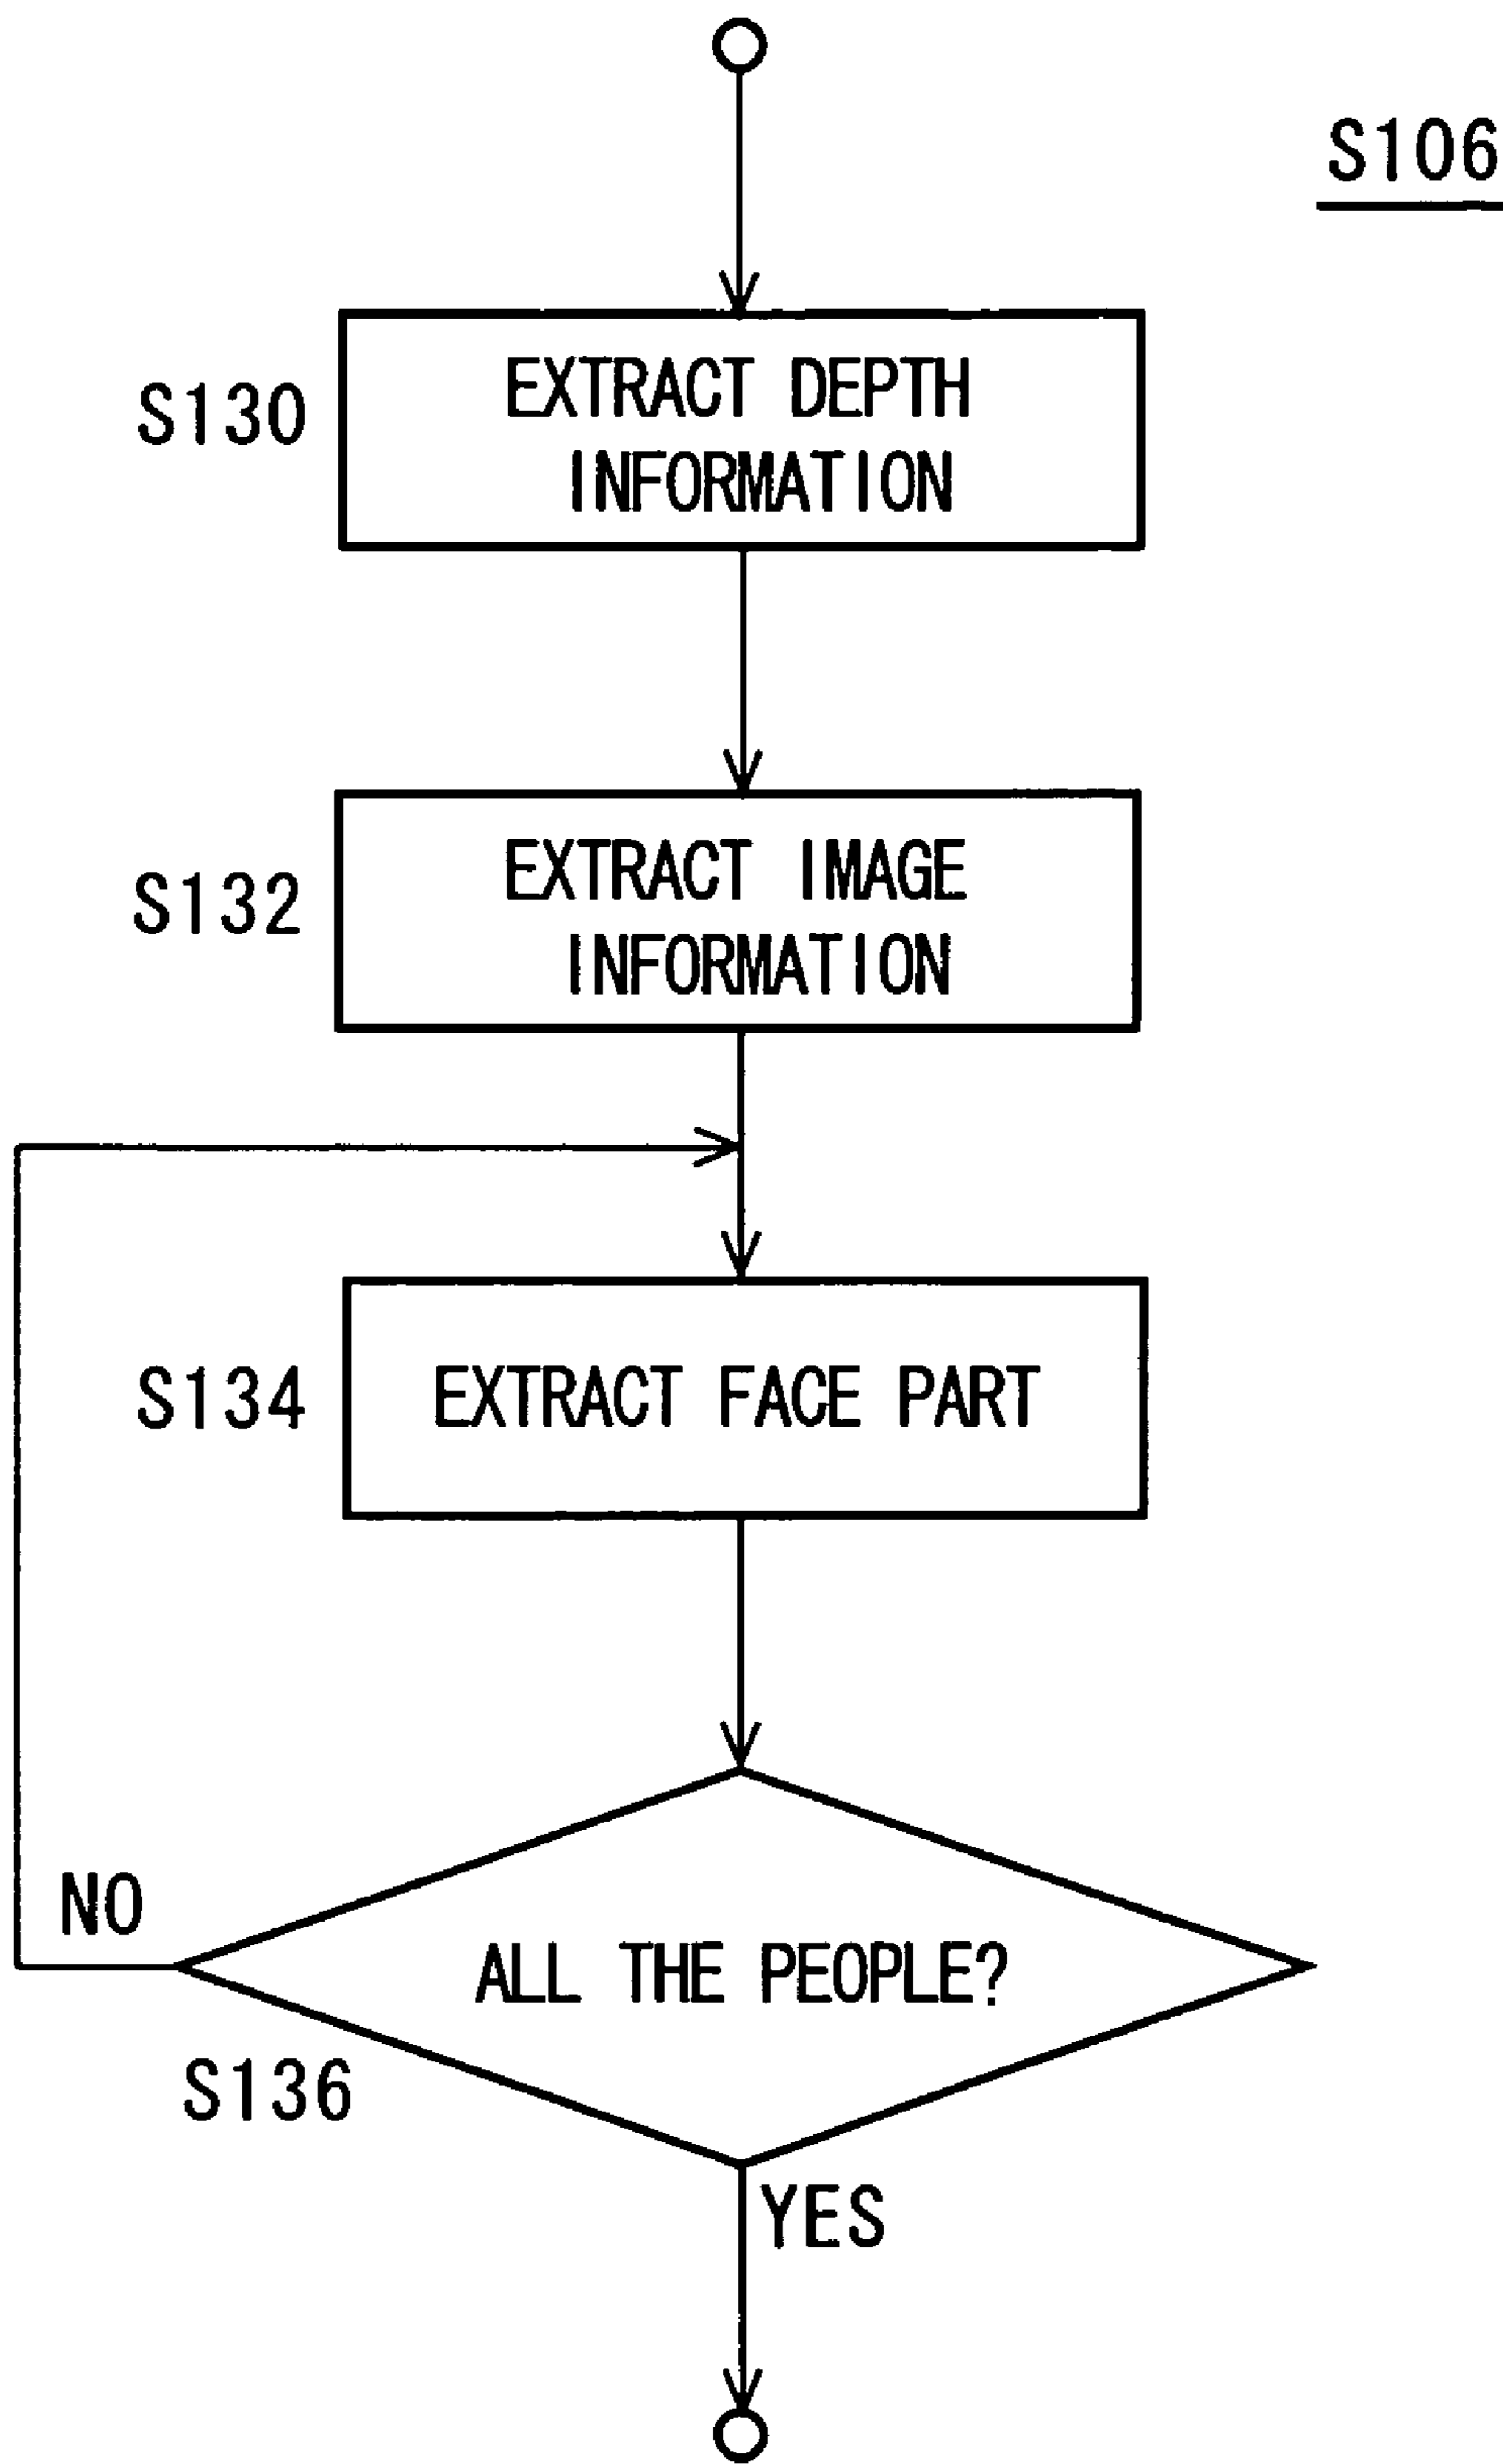 S106
S130
EXTRACT DEPTH
INFORMATION
S132
EXTRACT IMAGE
INFORMATION
S134
EXTRACT FACE PART
NO
ALL THE PEOPLE?
S136
YES